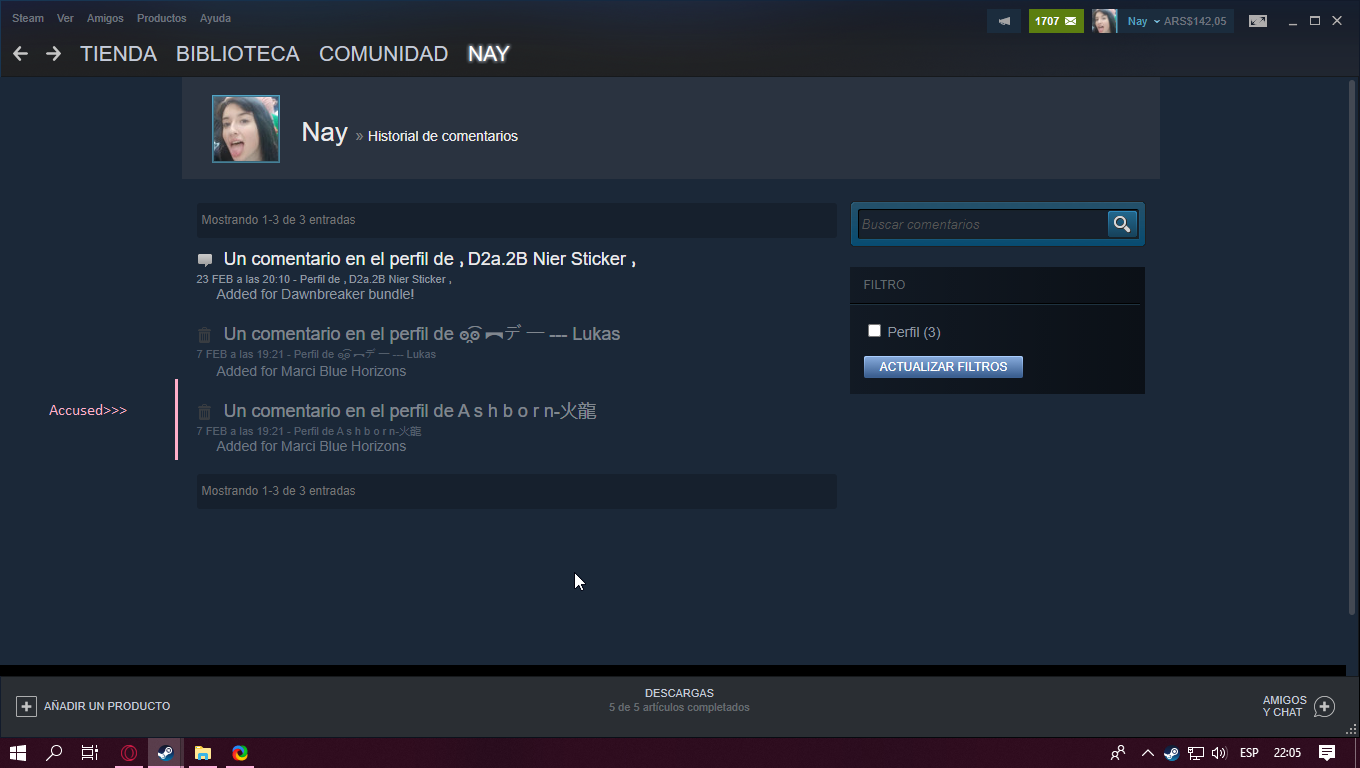 Steam Ver Amigos Productos Ayuda
1707 Nay ARS$142,05
TIENDA BIBLIOTECA COMUNIDAD NAY
Nay » Historial de comentarios
Mostrando 1-3 de 3 entradas
Buscar comentarios
Un comentario en el perfil de , D2a.2B Nier Sticker ,
23 FEB a las 20:10 - Perfil de , D2a.2B Nier Sticker ,
Added for Dawnbreaker bundle!
FILTRO
Perfil (3)
ACTUALIZAR FILTROS
Un comentario en el perfil de --- Lukas
7 FEB a las 19:21 - Perfil de --- Lukas
Added for Marci Blue Horizons
Accused>>>
Un comentario en el perfil de A s h b o r n-火龍
7 FEB a las 19:21 - Perfil de A s h b o r n-火龍
Added for Marci Blue Horizons
Mostrando 1-3 de 3 entradas
AÑADIR UN PRODUCTO
DESCARGAS
5 de 5 artículos completados
AMIGOS
Y CHAT
ESP 22:05